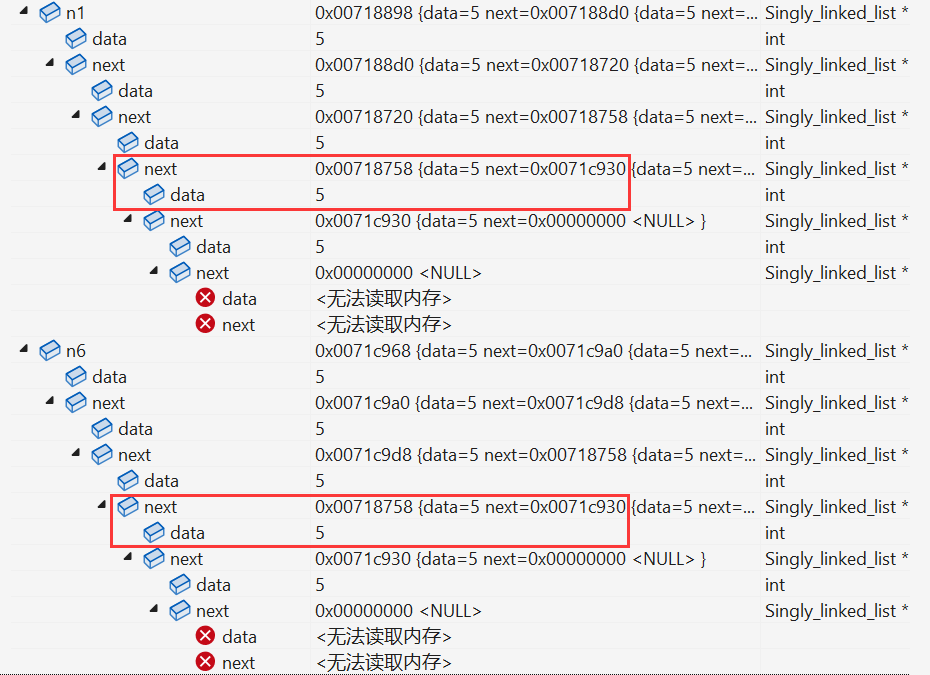 n1 0x00718898 {data=5 next=0x007188d0 {data=5 next=... Singly_linked_list *
data 5 int
next 0x007188d0 {data=5 next=0x00718720 {data=5 next=... Singly_linked_list *
data 5 int
next 0x00718720 {data=5 next=0x00718758 {data=5 next=... Singly_linked_list *
data 5 int
next 0x00718758 {data=5 next=0x0071c930 {data=5 next=... Singly_linked_list *
data 5 int
next 0x0071c930 {data=5 next=0x00000000 <NULL> } Singly_linked_list *
data 5 int
next 0x00000000 <NULL> Singly_linked_list *
data <无法读取内存>
next <无法读取内存>
n6 0x0071c968 {data=5 next=0x0071c9a0 {data=5 next=... Singly_linked_list *
data 5 int
next 0x0071c9a0 {data=5 next=0x0071c9d8 {data=5 next=... Singly_linked_list *
data 5 int
next 0x0071c9d8 {data=5 next=0x00718758 {data=5 next=... Singly_linked_list *
data 5 int
next 0x00718758 {data=5 next=0x0071c930 {data=5 next=... Singly_linked_list *
data 5 int
next 0x0071c930 {data=5 next=0x00000000 <NULL> } Singly_linked_list *
data 5 int
next 0x00000000 <NULL> Singly_linked_list *
data <无法读取内存>
next <无法读取内存>